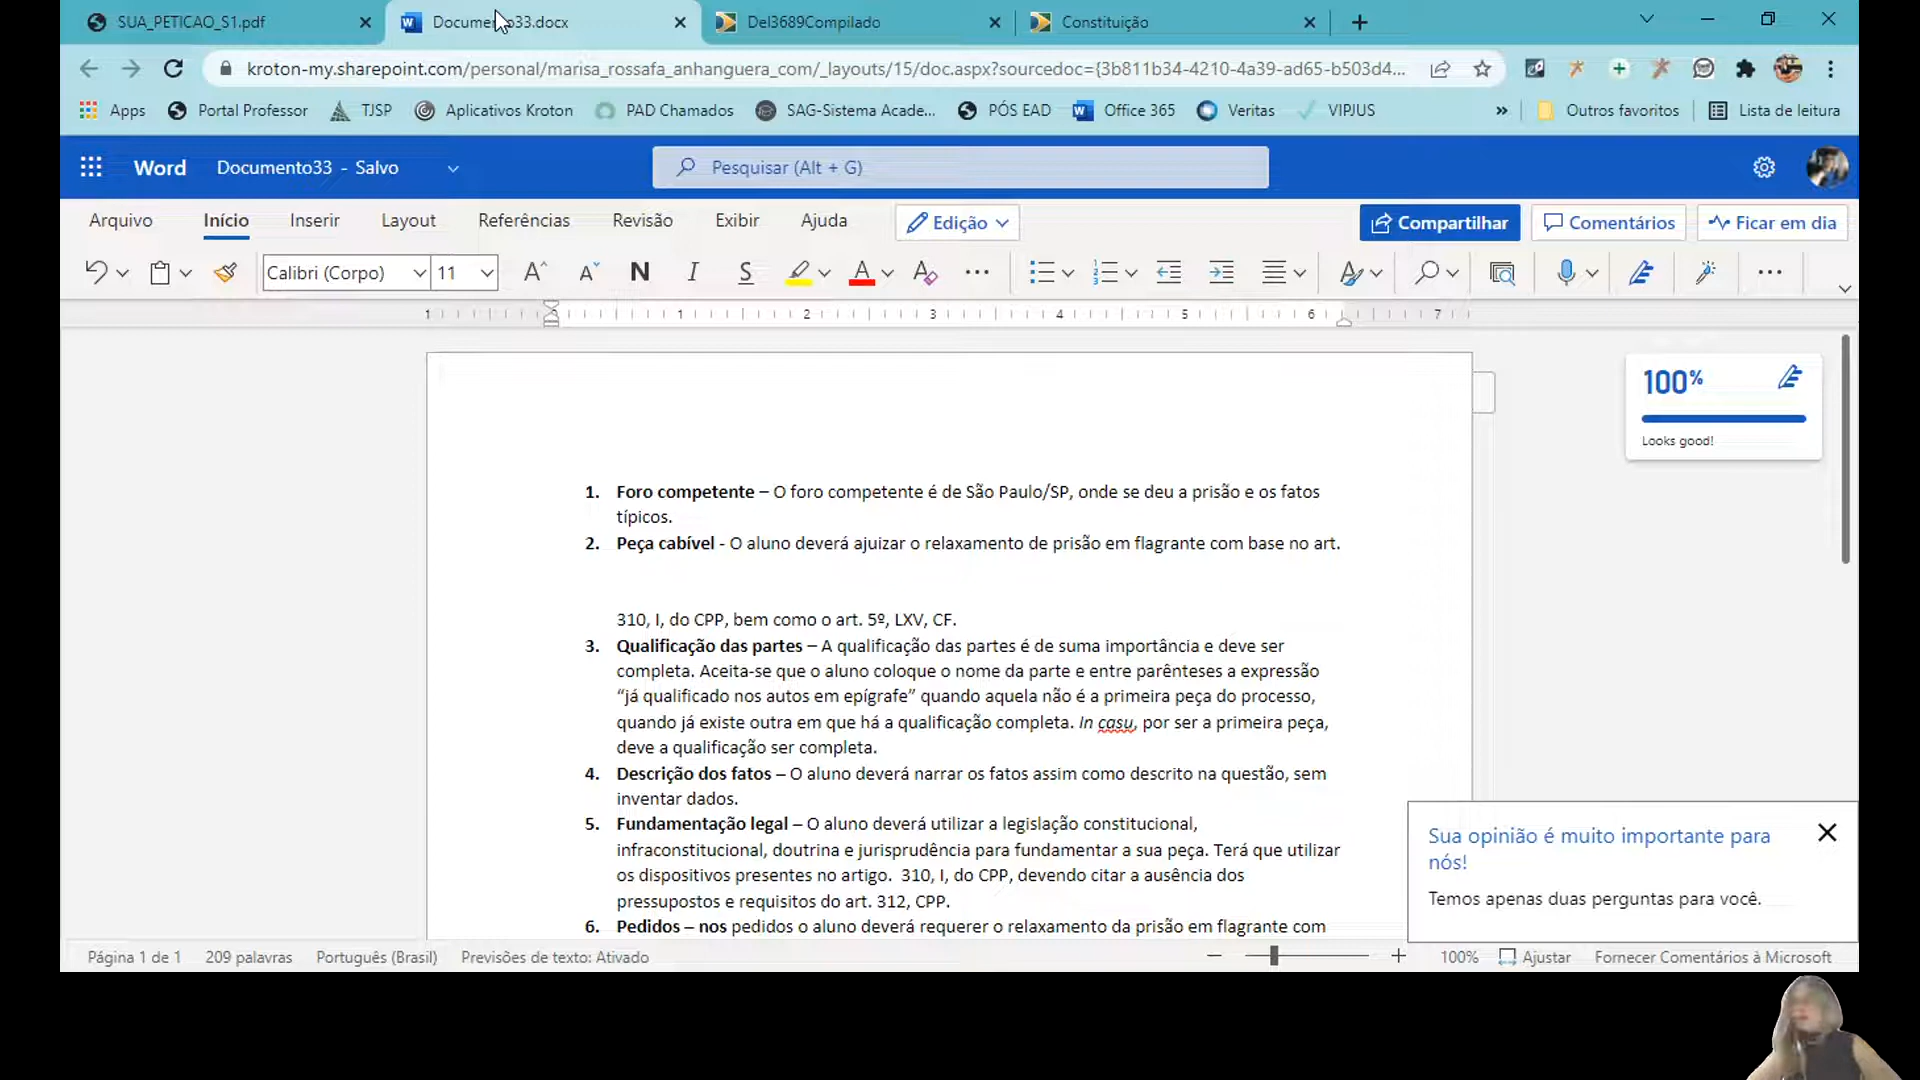 SUA_PETICAO_S1.pdf
Documento33.docx
Del3689Compilado
Constituição
kroton-my.sharepoint.com/personal/marisa_rossafa_anhanguera_com/_layouts/15/doc.aspx?sourcedoc={3b811b34-4210-4a39-ad65-b503d4...
Apps Portal Professor TJSP Aplicativos Kroton PAD Chamados SAG-Sistema Acade... PÓS EAD Office 365 Veritas VIPJUS » Outros favoritos Lista de leitura
Word Documento33 - Salvo Pesquisar (Alt + G)
Arquivo Início Inserir Layout Referências Revisão Exibir Ajuda Edição Compartilhar Comentários Ficar em dia
Calibri (Corpo) 11 N I S
1 1 2 3 4 5 6 7
100%
Looks good!
1. Foro competente – O foro competente é de São Paulo/SP, onde se deu a prisão e os fatos
típicos.
2. Peça cabível - O aluno deverá ajuizar o relaxamento de prisão em flagrante com base no art.
310, I, do CPP, bem como o art. 5º, LXV, CF.
3. Qualificação das partes – A qualificação das partes é de suma importância e deve ser
completa. Aceita-se que o aluno coloque o nome da parte e entre parênteses a expressão
“já qualificado nos autos em epígrafe” quando aquela não é a primeira peça do processo,
quando já existe outra em que há a qualificação completa. In casu, por ser a primeira peça,
deve a qualificação ser completa.
4. Descrição dos fatos – O aluno deverá narrar os fatos assim como descrito na questão, sem
inventar dados.
5. Fundamentação legal – O aluno deverá utilizar a legislação constitucional,
infraconstitucional, doutrina e jurisprudência para fundamentar a sua peça. Terá que utilizar
os dispositivos presentes no artigo. 310, I, do CPP, devendo citar a ausência dos
pressupostos e requisitos do art. 312, CPP.
6. Pedidos – nos pedidos o aluno deverá requerer o relaxamento da prisão em flagrante com
Sua opinião é muito importante para
nós!
Temos apenas duas perguntas para você.
Página 1 de 1 209 palavras Português (Brasil) Previsões de texto: Ativado 100% Ajustar Fornecer Comentários à Microsoft